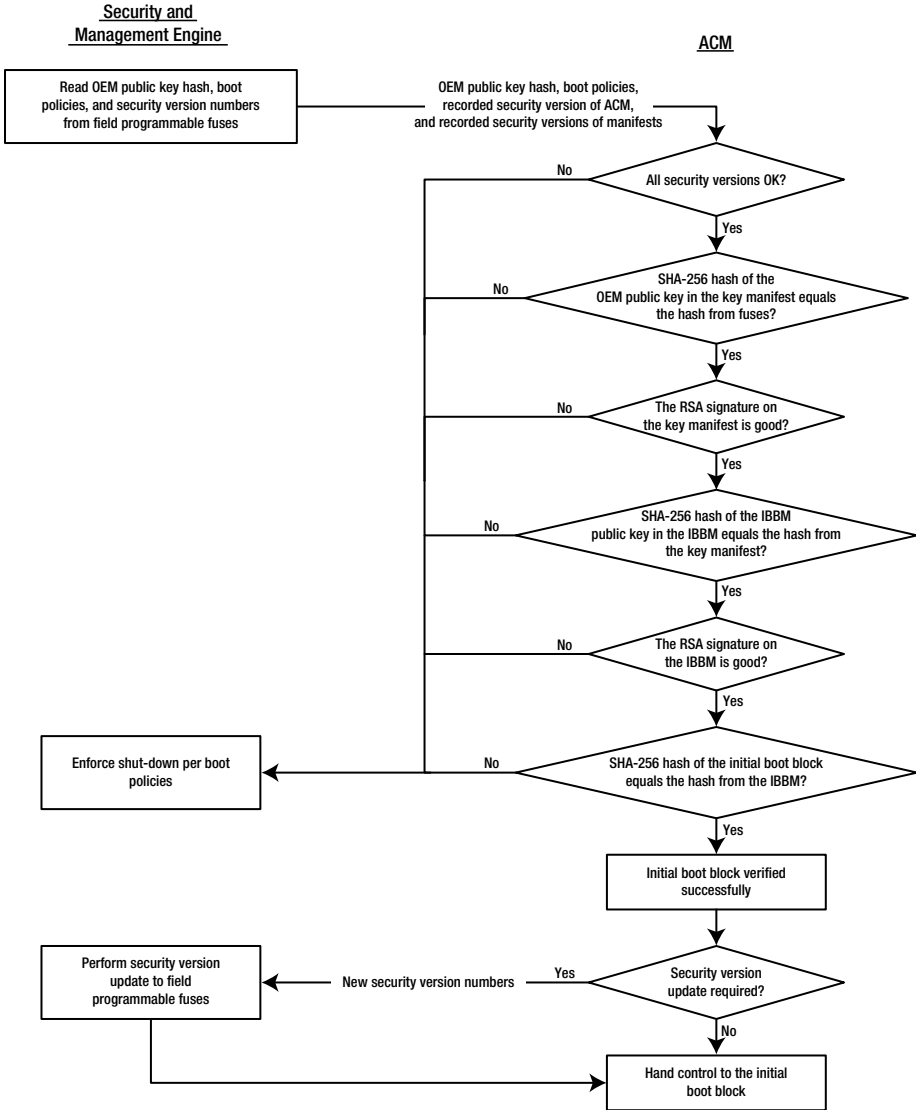 Security and
Management Engine
ACM
Read OEM public key hash, boot
policies, and security version numbers
from field programmable fuses
OEM public key hash, boot policies,
recorded security version of ACM,
and recorded security versions of manifests
No
All security versions OK?
Yes
No
SHA-256 hash of the
OEM public key in the key manifest equals
the hash from fuses?
Yes
No
The RSA signature on
the key manifest is good?
Yes
No
SHA-256 hash of the IBBM
public key in the IBBM equals the hash from
the key manifest?
Yes
No
The RSA signature on
the IBBM is good?
Yes
Enforce shut-down per boot
policies
No
SHA-256 hash of the initial boot block
equals the hash from the IBBM?
Yes
Initial boot block verified
successfully
Perform security version
update to field
programmable fuses
New security version numbers
Yes
Security version
update required?
No
Hand control to the initial
boot block